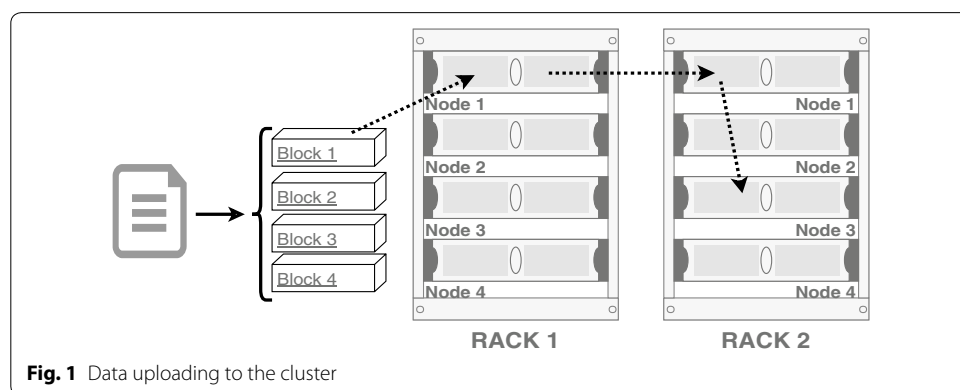 Block 1
Block 2
Block 3
Block 4
Node 1
Node 2
Node 3
Node 4
RACK 1
Node 1
Node 2
Node 3
Node 4
RACK 2
Fig. 1 Data uploading to the cluster